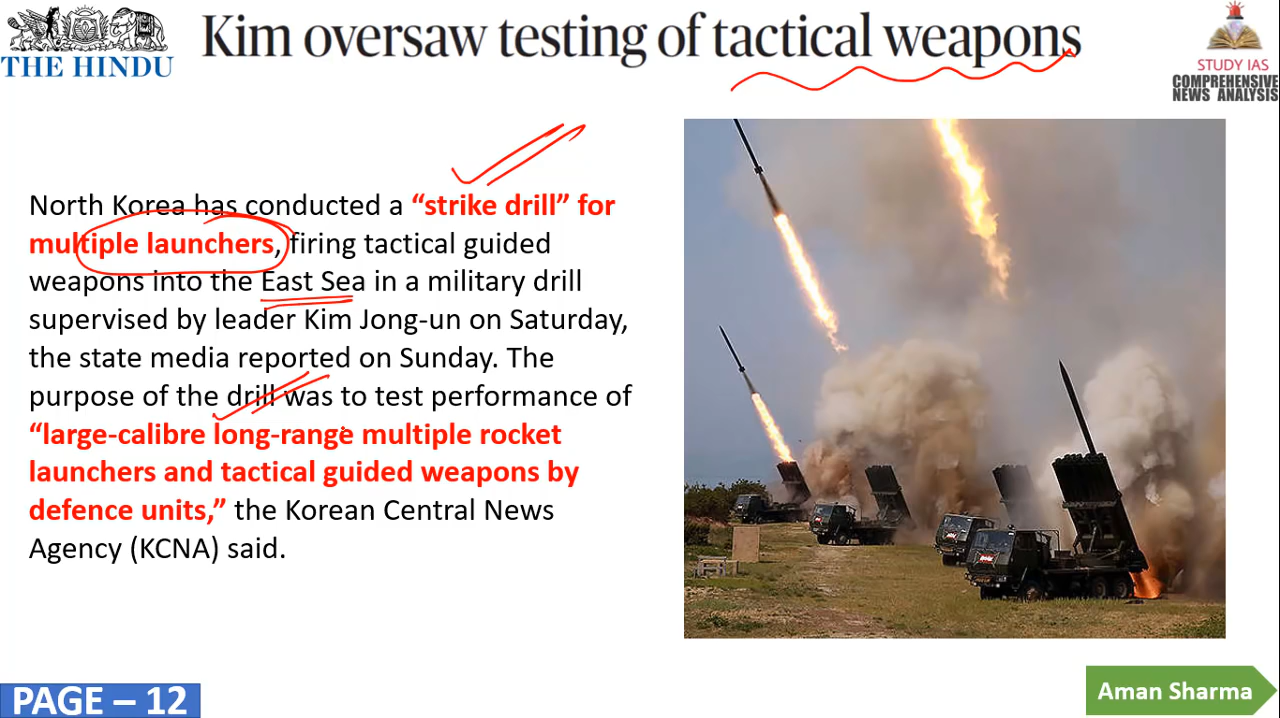 THE HINDU
Kim oversaw testing of tactical weapons
STUDY IAS
COMPREHENSIVE
NEWS ANALYSIS
North Korea has conducted a “strike drill” for
multiple launchers, firing tactical guided
weapons into the East Sea in a military drill
supervised by leader Kim Jong-un on Saturday,
the state media reported on Sunday. The
purpose of the drill was to test performance of
“large-calibre long-range multiple rocket
launchers and tactical guided weapons by
defence units,” the Korean Central News
Agency (KCNA) said.
PAGE – 12
Aman Sharma